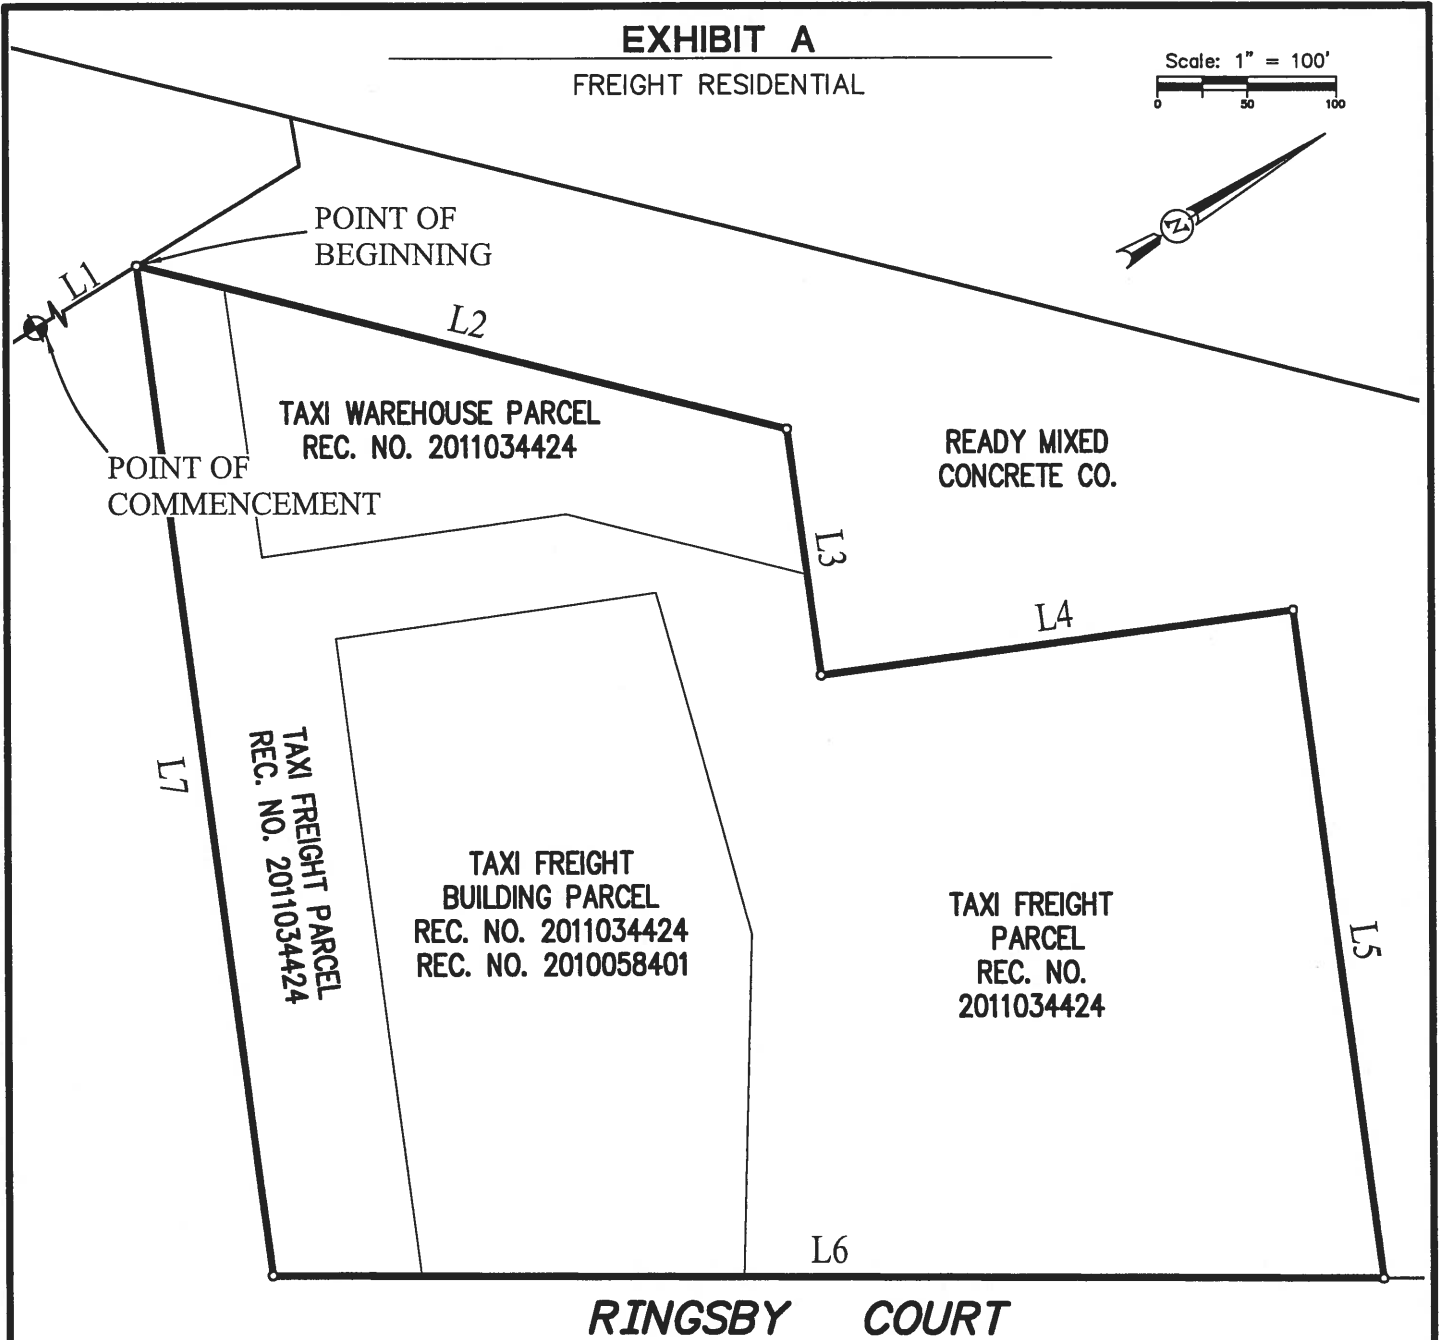 EXHIBIT A
FREIGHT RESIDENTIAL
Scale: 1" = 100'
0 50 100
N
POINT OF
BEGINNING
L1
L2
TAXI WAREHOUSE PARCEL
REC. NO. 2011034424
READY MIXED
CONCRETE CO.
POINT OF
COMMENCEMENT
L3
L4
L7
TAXI FREIGHT PARCEL
REC. NO. 2011034424
TAXI FREIGHT
BUILDING PARCEL
REC. NO. 2011034424
REC. NO. 2010058401
TAXI FREIGHT
PARCEL
REC. NO.
2011034424
L5
L6
RINGSBY COURT